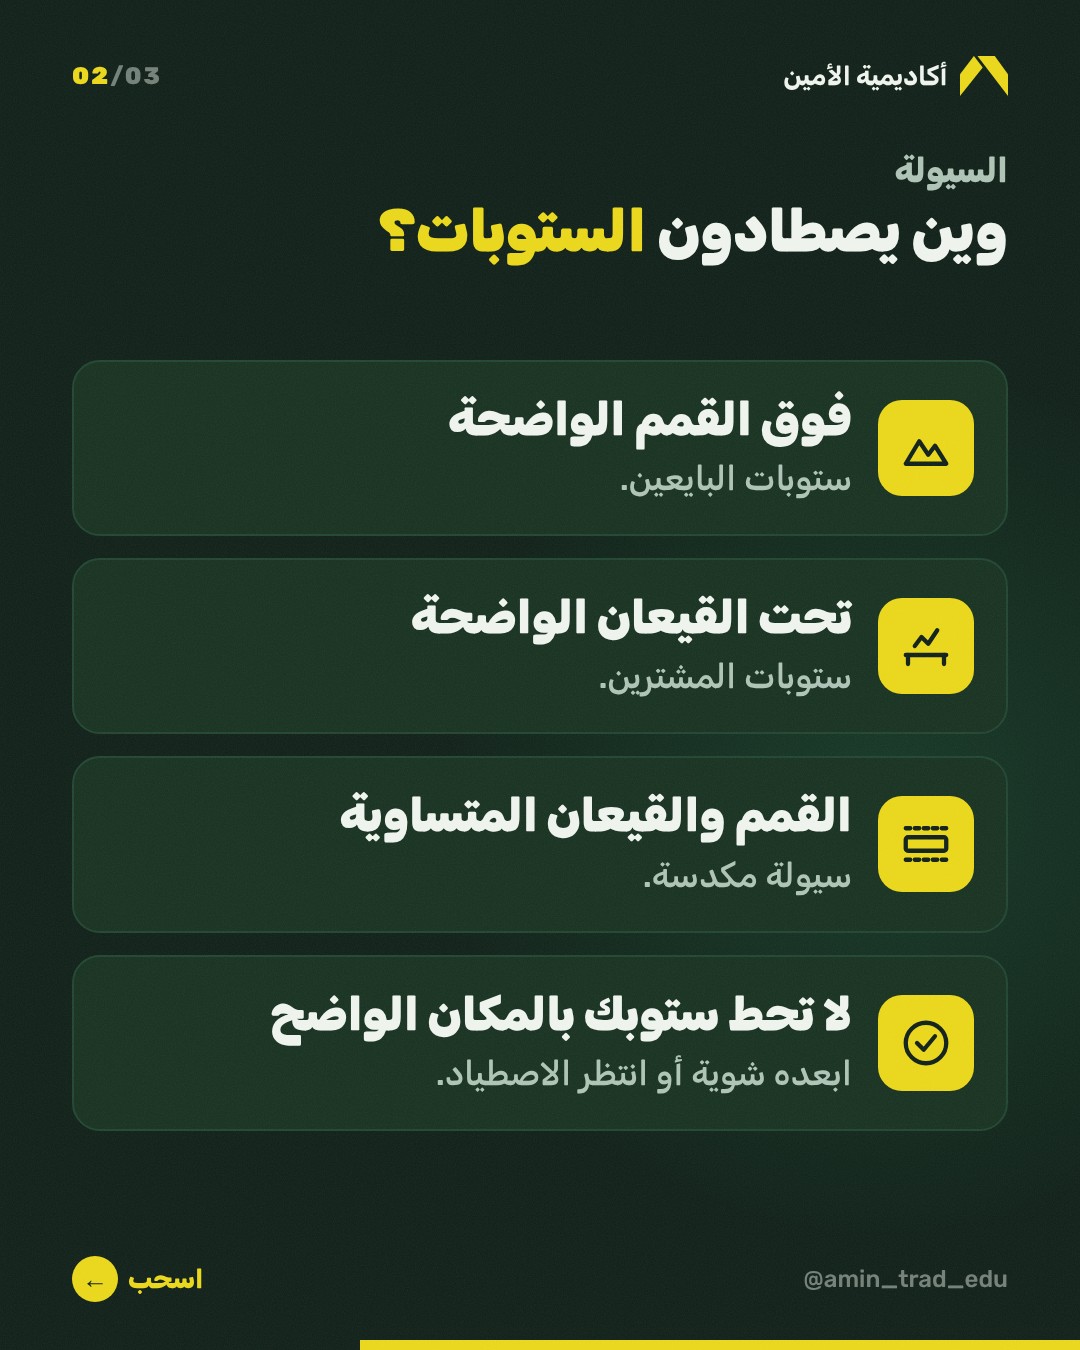 أكاديمية الأمين
02/03
السيولة
وين يصطادون الستوبات؟
فوق القمم الواضحة
ستوبات البايعين.
تحت القيعان الواضحة
ستوبات المشترين.
القمم والقيعان المتساوية
سيولة مكدسة.
لا تحط ستوبك بالمكان الواضح
ابعده شوية أو انتظر الاصطياد.
@amin_trad_edu
اسحب ←